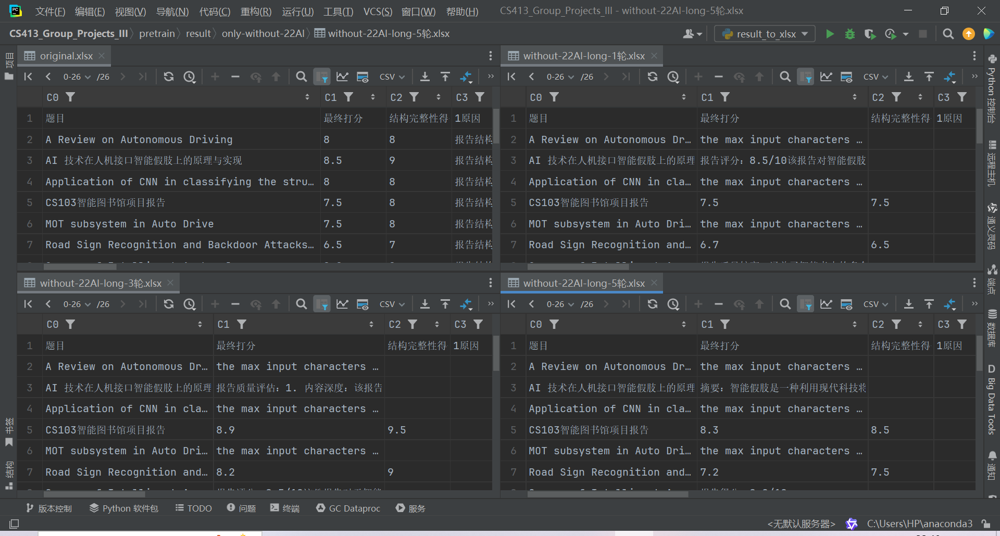 PC 文件(F) 编辑(E) 视图(V) 导航(N) 代码(C) 重构(R) 运行(U) 工具(T) VCS(S) 窗口(W) 帮助(H) CS413_Group_Projects_III - without-22AI-long-5轮.xlsx
CS413_Group_Projects_III pretrain result only-without-22AI without-22AI-long-5轮.xlsx result_to_xlsx
项目
original.xlsx
0-26 /26 CSV
C0 C1 C2 C3
1 题目 最终打分 结构完整性得 1原因
2 A Review on Autonomous Driving 8 8 报告结构
3 AI 技术在人机接口智能假肢上的原理与实现 8.5 9 报告结构
4 Application of CNN in classifying the stru… 8 8 报告结构
5 CS103智能图书馆项目报告 7.5 8 报告结构
6 MOT subsystem in Auto Drive 7.5 8 报告结构
7 Road Sign Recognition and Backdoor Attacks… 6.5 7 报告结构
without-22AI-long-1轮.xlsx
0-26 /26 CSV
C0 C1 C2 C3
1 题目 最终打分 结构完整性得 1原因
2 A Review on Autonomous Dr… the max input characters …
3 AI 技术在人机接口智能假肢上的原理 报告评分: 8.5/10该报告对智能假肢
4 Application of CNN in cla… the max input characters …
5 CS103智能图书馆项目报告 7.5 7.5
6 MOT subsystem in Auto Dri… the max input characters …
7 Road Sign Recognition and… 6.7 6.5
without-22AI-long-3轮.xlsx
0-26 /26 CSV
C0 C1 C2 C3
1 题目 最终打分 结构完整性得 1原因
2 A Review on Autonomous Dr… the max input characters …
3 AI 技术在人机接口智能假肢上的原理 报告质量评估: 1. 内容深度: 该报告
4 Application of CNN in cla… the max input characters …
5 CS103智能图书馆项目报告 8.9 9.5
6 MOT subsystem in Auto Dri… the max input characters …
7 Road Sign Recognition and… 8.2 9
without-22AI-long-5轮.xlsx
0-26 /26 CSV
C0 C1 C2 C3
1 题目 最终打分 结构完整性得 1原因
2 A Review on Autonomous Dr… the max input characters …
3 AI 技术在人机接口智能假肢上的原理 摘要: 智能假肢是一种利用现代科技将
4 Application of CNN in cla… the max input characters …
5 CS103智能图书馆项目报告 8.3 8.5
6 MOT subsystem in Auto Dri… the max input characters …
7 Road Sign Recognition and… 7.2 7.5
书签
结构
Python 控制台
远程主机
通义灵码
端点
数据库
D Big Data Tools
通知
版本控制 Python 软件包 TODO 问题 终端 GC Dataproc 服务
<无默认服务器> C:\Users\HP\anaconda3